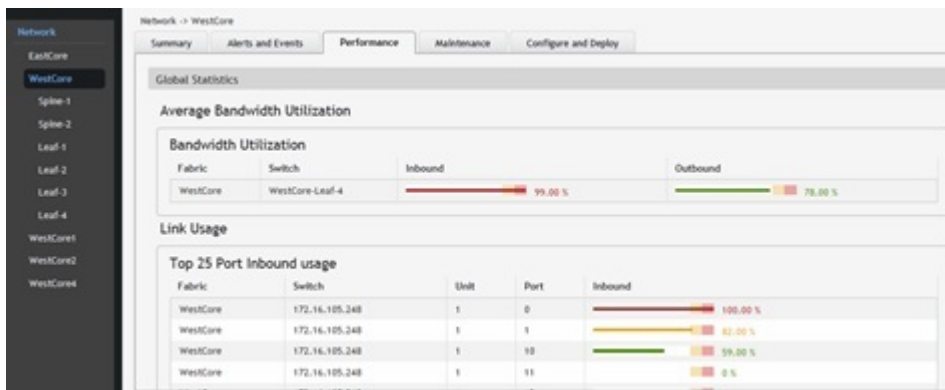 Network -> WestCore
Network
EastCore
WestCore
Spine-1
Spine-2
Leaf-1
Leaf-2
Leaf-3
Leaf-4
WestCore1
WestCore2
WestCore4
Summary Alerts and Events Performance Maintenance Configure and Deploy
Global Statistics
Average Bandwidth Utilization
Bandwidth Utilization
Fabric Switch Inbound Outbound
WestCore WestCore-Leaf-4 99.00 % 78.00 %
Link Usage
Top 25 Port Inbound usage
Fabric Switch Unit Port Inbound
WestCore 172.16.105.248 1 0 100.00 %
WestCore 172.16.105.248 1 1 82.00 %
WestCore 172.16.105.248 1 10 59.00 %
WestCore 172.16.105.248 1 11 0 %